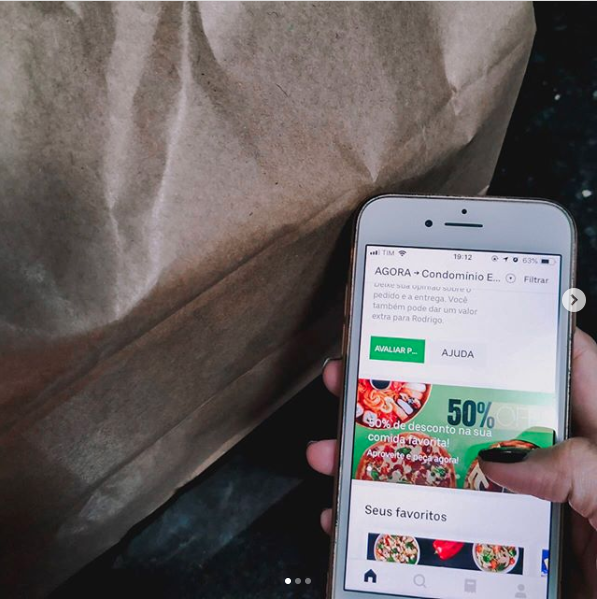 TIM
19:12
63%
AGORA → Condomínio E...
Filtrar
Deixe sua opinião sobre o
pedido e a entrega. Você
também pode dar um valor
extra para Rodrigo.
AVALIAR P...
AJUDA
50% OFF
50% de desconto na sua
comida favorita!
Aproveite e peça agora!
Seus favoritos